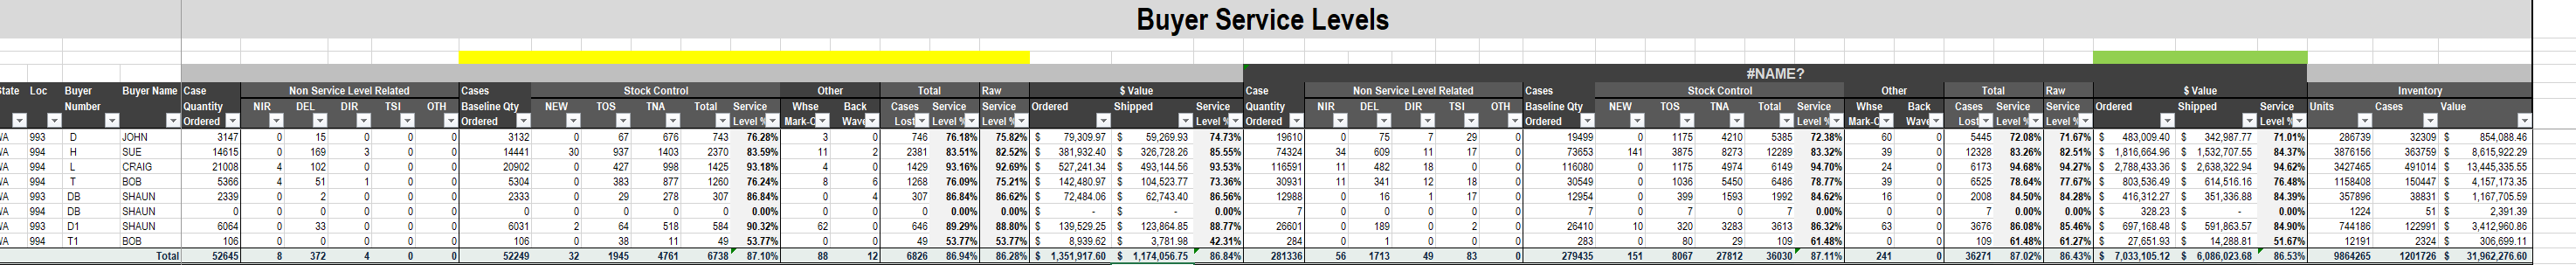 Buyer Service Levels
#NAME?
State Loc Buyer Buyer Name Case Non Service Level Related Cases Stock Control Other Total Raw $ Value Case Non Service Level Related Cases Stock Control Other Total Raw $ Value Inventory
Number Quantity NIR DEL DIR TSI OTH Baseline Qty NEW TOS TNA Total Service Whse Back Cases Service Service Ordered Shipped Service Quantity NIR DEL DIR TSI OTH Baseline Qty NEW TOS TNA Total Service Whse Back Cases Service Service Ordered Shipped Service Units Cases Value
Ordered Ordered Level % Mark-O Wave Lost Level % Level % Level % Ordered Ordered Level % Mark-O Wave Lost Level % Level % Level %
WA 993 D JOHN 3147 0 15 0 0 0 3132 0 67 676 743 76.28% 3 0 746 76.18% 75.82% $ 79,309.97 $ 59,269.93 74.73% 19610 0 75 7 29 0 19499 0 1175 4210 5385 72.38% 60 0 5445 72.08% 71.67% $ 483,009.40 $ 342,987.77 71.01% 286739 32309 $ 854,088.46
WA 994 H SUE 14615 0 169 3 0 0 14441 30 937 1403 2370 83.59% 11 2 2381 83.51% 82.52% $ 381,932.40 $ 326,728.26 85.55% 74324 34 609 11 17 0 73653 141 3875 8273 12289 83.32% 39 0 12328 83.26% 82.51% $ 1,816,664.96 $ 1,532,707.55 84.37% 3876156 363759 $ 8,615,922.29
WA 994 L CRAIG 21008 4 102 0 0 0 20902 0 427 998 1425 93.18% 4 0 1429 93.16% 92.69% $ 527,241.34 $ 493,144.56 93.53% 116591 11 482 18 0 0 116080 0 1175 4974 6149 94.70% 24 0 6173 94.68% 94.27% $ 2,788,433.36 $ 2,638,322.94 94.62% 3427465 491014 $ 13,445,335.55
WA 994 T BOB 5366 4 51 1 0 0 5304 0 383 877 1260 76.24% 8 6 1268 76.09% 75.21% $ 142,480.97 $ 104,523.77 73.36% 30931 11 341 12 18 0 30549 0 1036 5450 6486 78.77% 39 0 6525 78.64% 77.67% $ 803,536.49 $ 614,516.16 76.48% 1158408 150447 $ 4,157,173.35
WA 993 DB SHAUN 2339 0 2 0 0 0 2333 0 29 278 307 86.84% 0 4 307 86.84% 86.62% $ 72,484.06 $ 62,743.40 86.56% 12988 0 16 1 17 0 12954 0 399 1593 1992 84.62% 16 0 2008 84.50% 84.28% $ 416,312.27 $ 351,336.88 84.39% 357896 38831 $ 1,167,705.59
WA 994 DB SHAUN 0 0 0 0 0 0 0 0 0 0 0 0.00% 0 0 0 0.00% 0.00% $ - $ - 0.00% 7 0 0 0 0 0 7 0 7 0 7 0.00% 0 0 7 0.00% 0.00% $ 328.23 $ - 0.00% 1224 51 $ 2,391.39
WA 993 D1 SHAUN 6064 0 33 0 0 0 6031 2 64 518 584 90.32% 62 0 646 89.29% 88.80% $ 139,529.25 $ 123,864.85 88.77% 26601 0 189 0 2 0 26410 10 320 3283 3613 86.32% 63 0 3676 86.08% 85.46% $ 697,168.48 $ 591,863.57 84.90% 744186 122991 $ 3,412,960.86
WA 994 T1 BOB 106 0 0 0 0 0 106 0 38 11 49 53.77% 0 0 49 53.77% 53.77% $ 8,939.62 $ 3,781.98 42.31% 284 0 1 0 0 0 283 0 80 29 109 61.48% 0 0 109 61.48% 61.27% $ 27,651.93 $ 14,288.81 51.67% 12191 2324 $ 306,699.11
Total 52645 8 372 4 0 0 52249 32 1945 4761 6738 87.10% 88 12 6826 86.94% 86.28% $ 1,351,917.60 $ 1,174,056.75 86.84% 281336 56 1713 49 83 0 279435 151 8067 27812 36030 87.11% 241 0 36271 87.02% 86.43% $ 7,033,105.12 $ 6,086,023.68 86.53% 9864265 1201726 $ 31,962,276.60